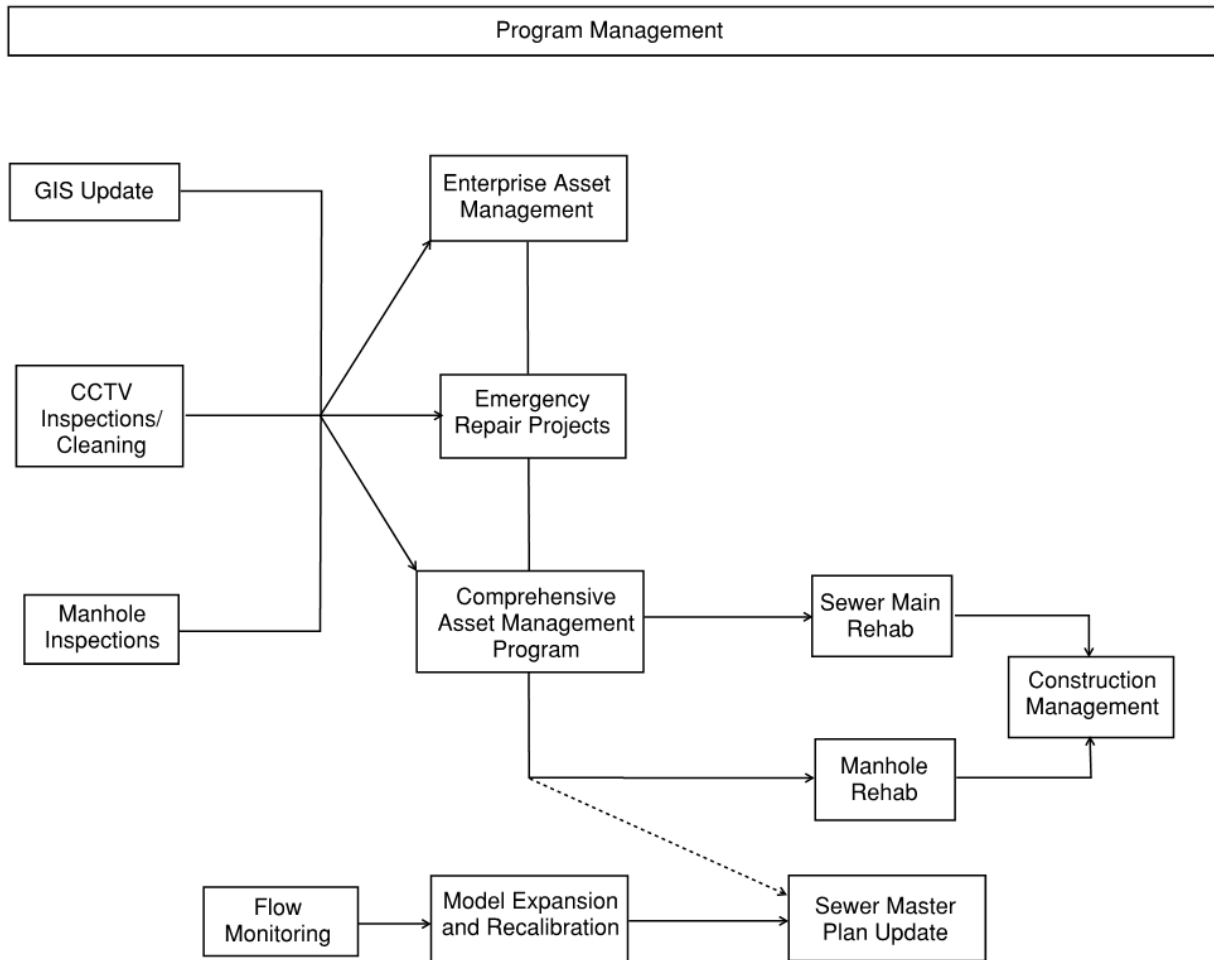 Program Management
GIS Update
Enterprise Asset
Management
CCTV
Inspections/
Cleaning
Emergency
Repair Projects
Manhole
Inspections
Comprehensive
Asset Management
Program
Sewer Main
Rehab
Construction
Management
Manhole
Rehab
Flow
Monitoring
Model Expansion
and Recalibration
Sewer Master
Plan Update